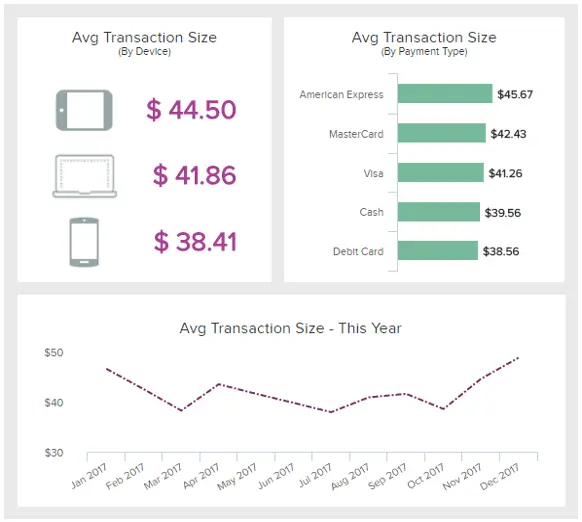 Avg Transaction Size
(By Device)
$ 44.50
$ 41.86
$ 38.41
Avg Transaction Size
(By Payment Type)
American Express $45.67
MasterCard $42.43
Visa $41.26
Cash $39.56
Debit Card $38.56
Avg Transaction Size - This Year
$50
$40
$30
Jan 2017 Feb 2017 Mar 2017 Apr 2017 May 2017 Jun 2017 Jul 2017 Aug 2017 Sep 2017 Oct 2017 Nov 2017 Dec 2017